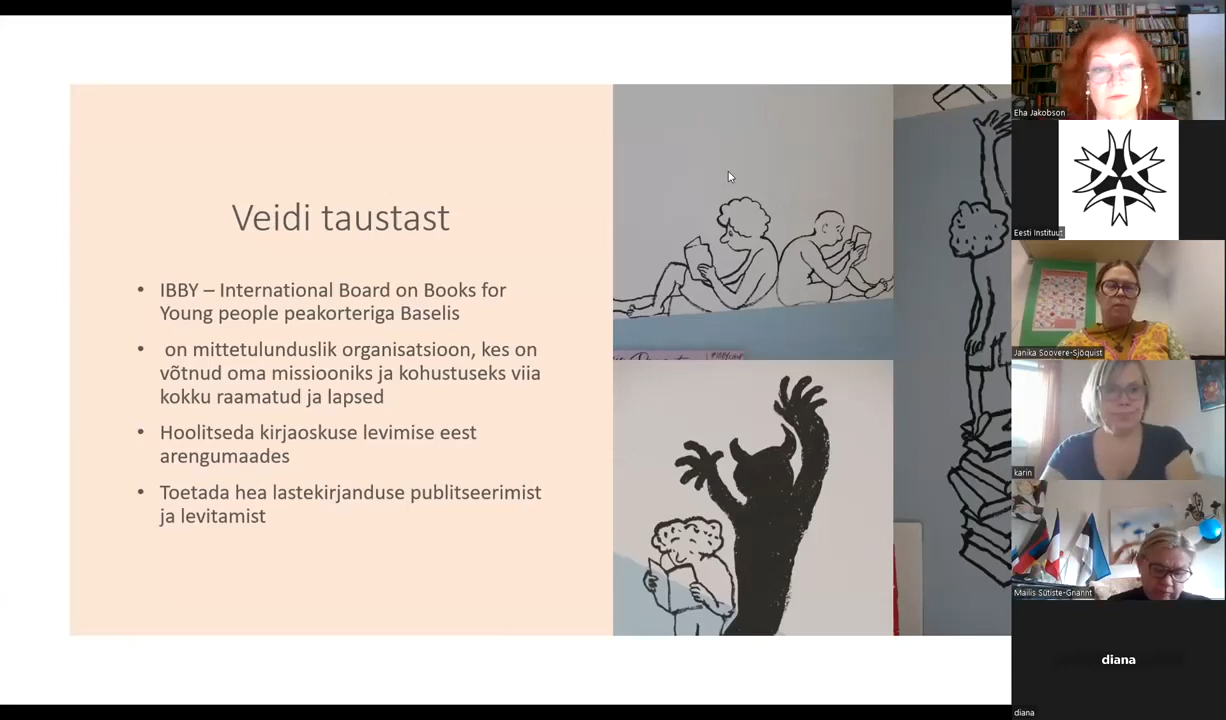 Veidi taustast
• IBBY – International Board on Books for
Young people peakorteriga Baselis
• on mittetulunduslik organisatsioon, kes on
võtnud oma missiooniks ja kohustuseks viia
kokku raamatud ja lapsed
• Hoolitseda kirjaoskuse levimise eest
arengumaades
• Toetada hea lastekirjanduse publitseerimist
ja levitamist
Eha Jakobson
Eesti Instituut
Janika Soovere-Sjöquist
karin
Mailis Sütiste-Gnannt
diana
diana